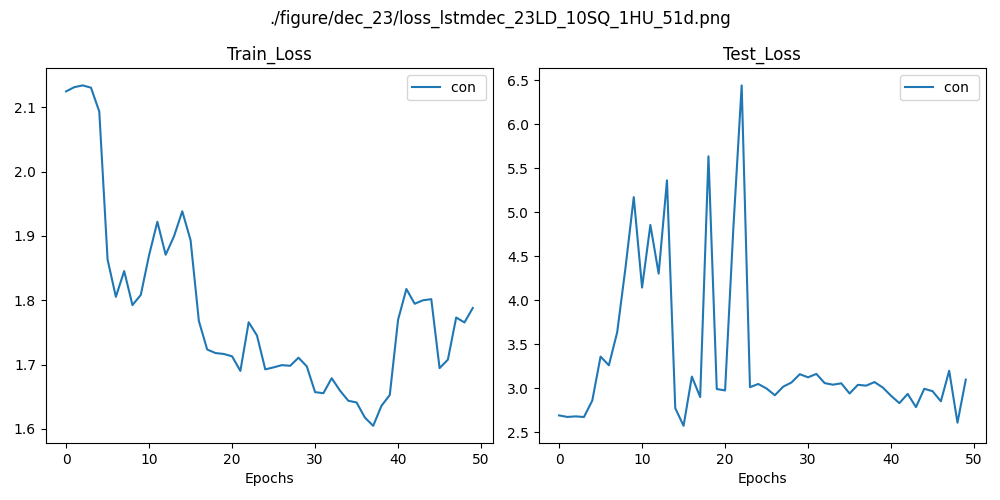 ./figure/dec_23/loss_lstmdec_23LD_10SQ_1HU_51d.png
Train_Loss
con
2.1
2.0
1.9
1.8
1.7
1.6
0 10 20 30 40 50
Epochs
Test_Loss
con
6.5
6.0
5.5
5.0
4.5
4.0
3.5
3.0
2.5
0 10 20 30 40 50
Epochs